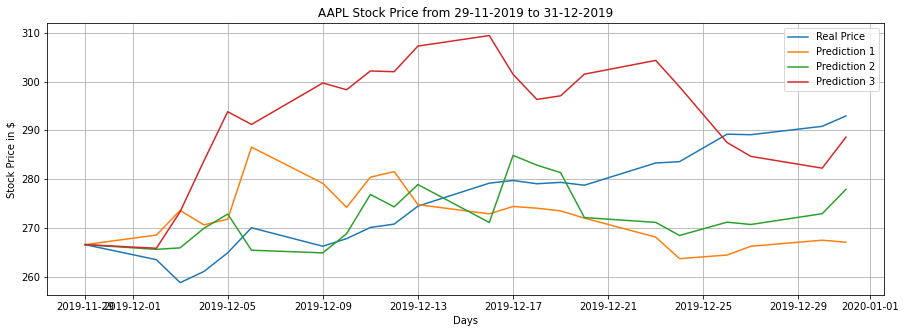 AAPL Stock Price from 29-11-2019 to 31-12-2019
Real Price
Prediction 1
Prediction 2
Prediction 3
Stock Price in $
310
300
290
280
270
260
2019-11-29 2019-12-01 2019-12-05 2019-12-09 2019-12-13 2019-12-17 2019-12-21 2019-12-25 2019-12-29 2020-01-01
Days